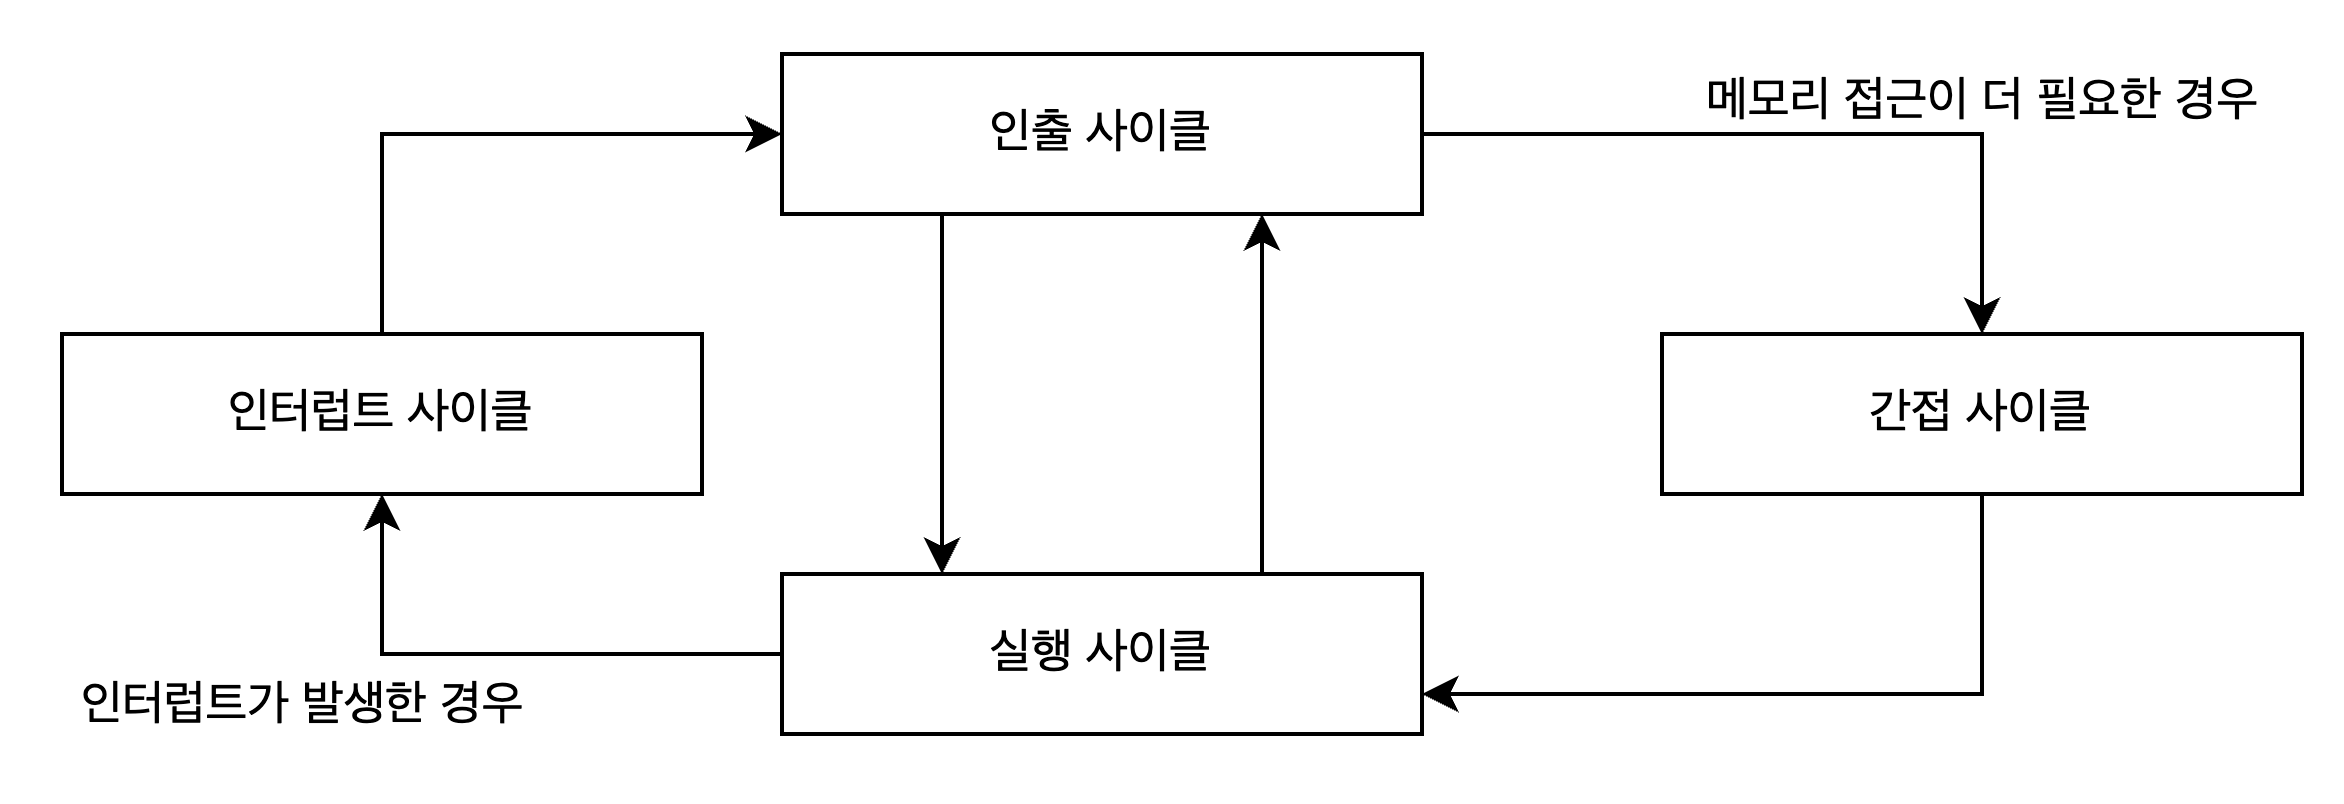 인출 사이클
메모리 접근이 더 필요한 경우
인터럽트 사이클
간접 사이클
실행 사이클
인터럽트가 발생한 경우